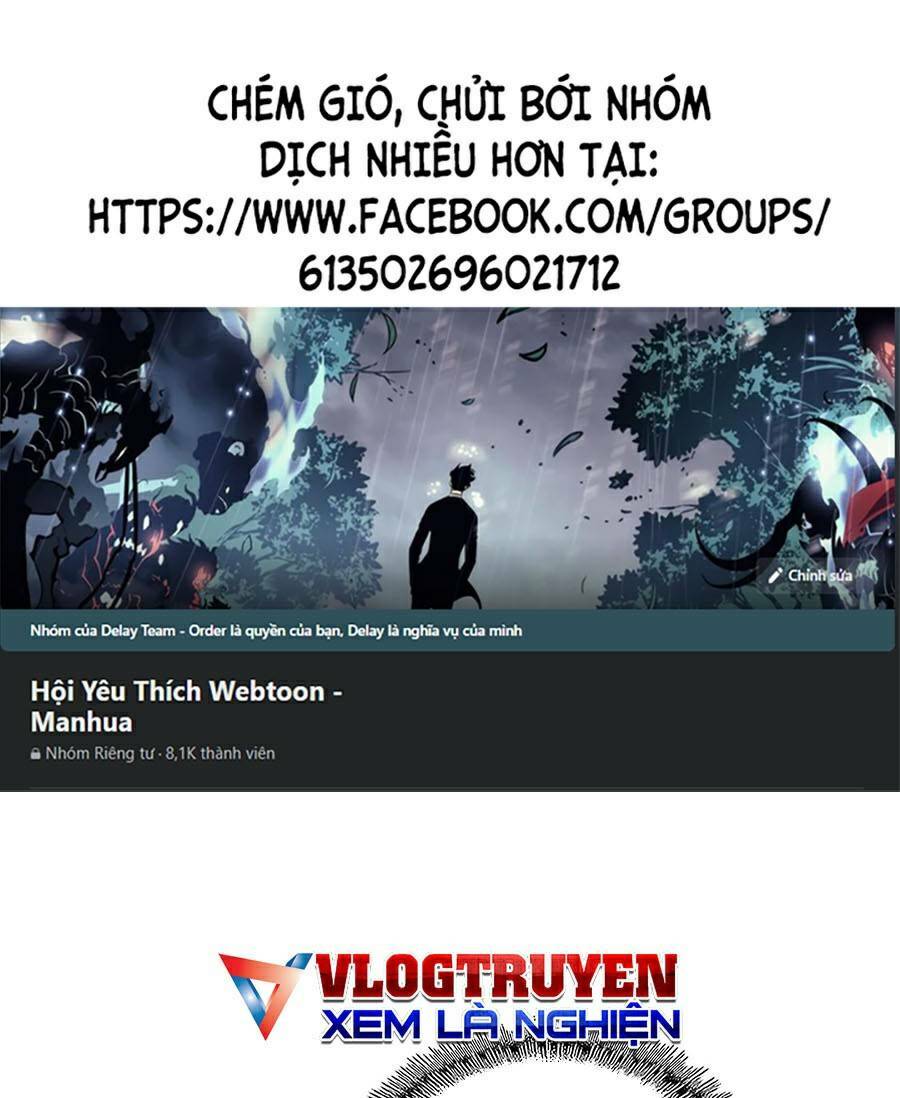 CHÉM GIÓ, CHỬI BỚI NHÓM
DỊCH NHIỀU HƠN TẠI:
HTTPS://WWW.FACEBOOK.COM/GROUPS/
613502696021712
Chỉnh sửa
Nhóm của Delay Team - Order là quyền của bạn, Delay là nghĩa vụ của mình
Hội Yêu Thích Webtoon -
Manhua
Nhóm Riêng tư · 8,1K thành viên
VLOGTRUYEN
XEM LÀ NGHIỆN